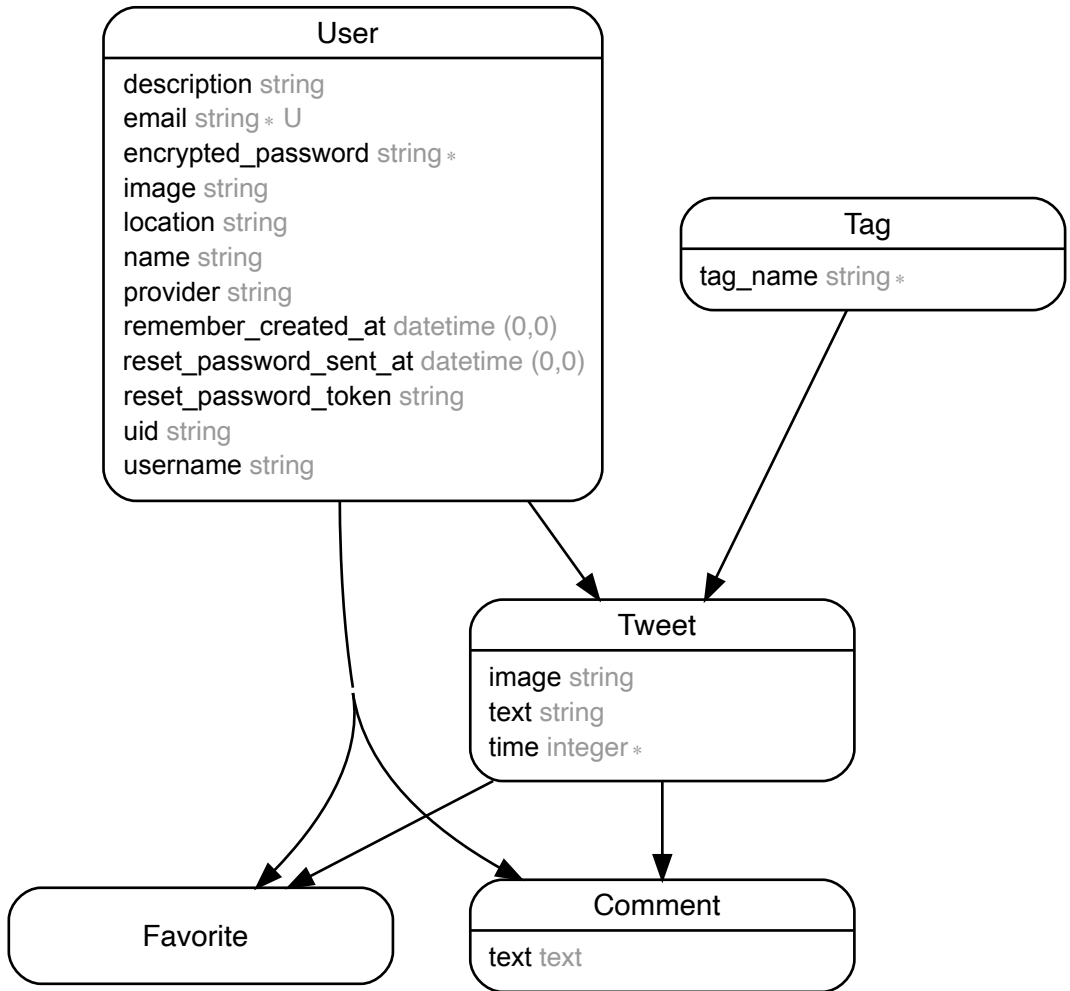 User
description string
email string * U
encrypted_password string *
image string
location string
name string
provider string
remember_created_at datetime (0,0)
reset_password_sent_at datetime (0,0)
reset_password_token string
uid string
username string
Tag
tag_name string *
Tweet
image string
text string
time integer *
Favorite
Comment
text text